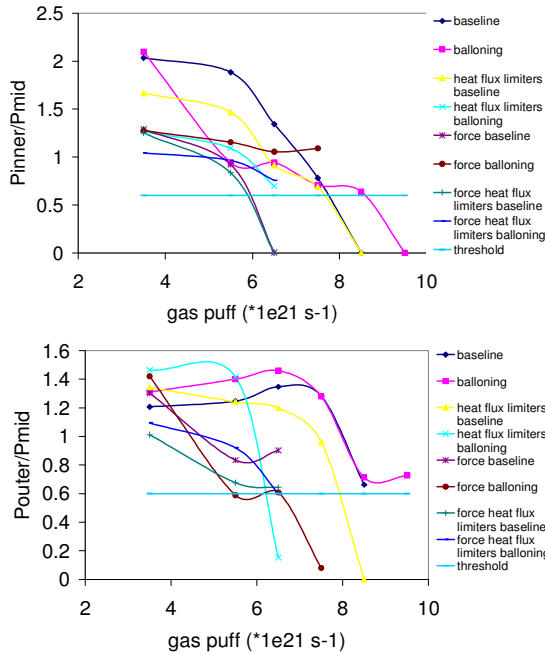 Pinner/Pmid
2.5
2
1.5
1
0.5
0
2
4
6
8
10
gas puff (*1e21 s-1)
baseline
balloning
heat flux limiters
baseline
heat flux limiters
balloning
force baseline
force balloning
force heat flux
limiters baseline
force heat flux
limiters balloning
threshold
Pouter/Pmid
1.6
1.4
1.2
1
0.8
0.6
0.4
0.2
0
2
4
6
8
10
gas puff (*1e21 s-1)
baseline
balloning
heat flux limiters
baseline
heat flux limiters
balloning
force baseline
force balloning
force heat flux
limiters baseline
force heat flux
limiters balloning
threshold